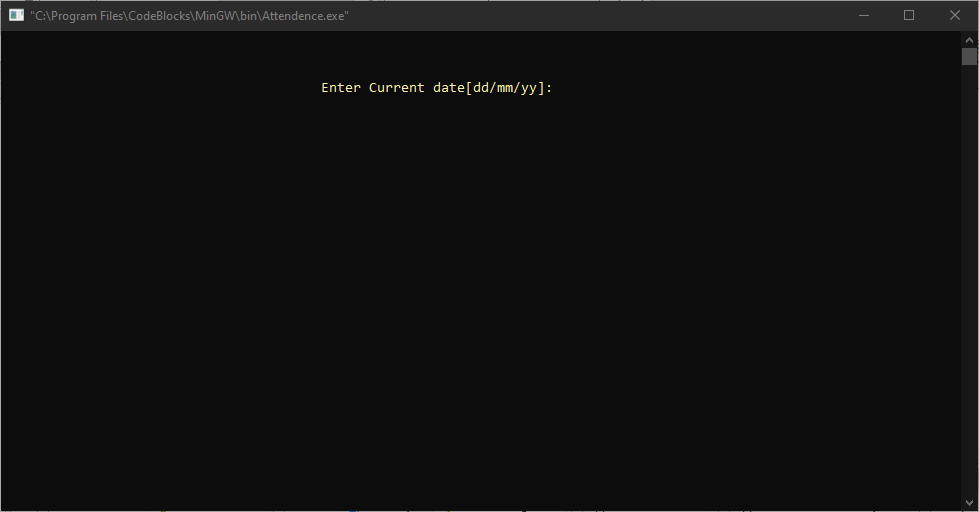 "C:\Program Files\CodeBlocks\MinGW\bin\Attendence.exe"
Enter Current date[dd/mm/yy]: